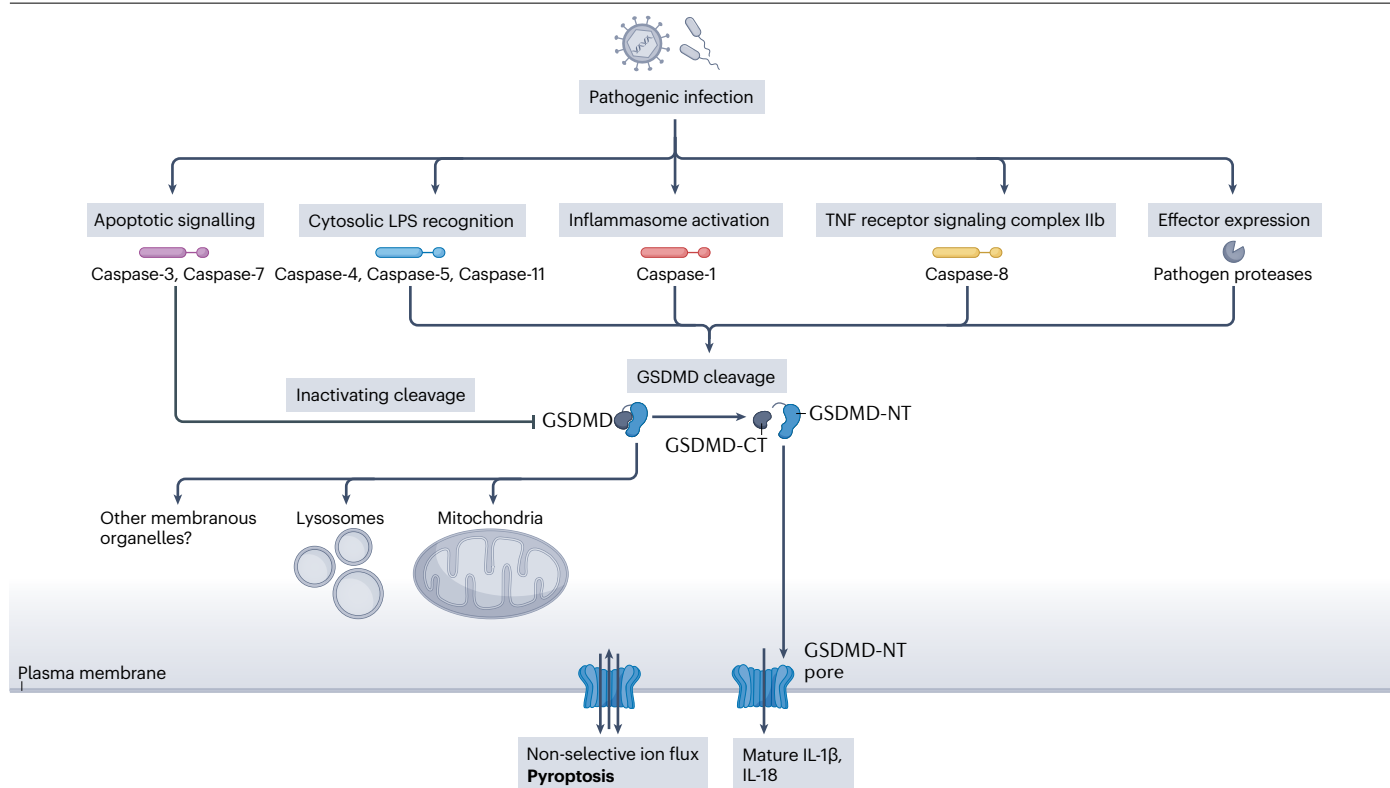 Pathogenic infection
Apoptotic signalling
Cytosolic LPS recognition
Inflammasome activation
TNF receptor signaling complex IIb
Effector expression
Caspase-3, Caspase-7
Caspase-4, Caspase-5, Caspase-11
Caspase-1
Caspase-8
Pathogen proteases
GSDMD cleavage
Inactivating cleavage
GSDMD
GSDMD-NT
GSDMD-CT
Other membranous
organelles?
Lysosomes
Mitochondria
GSDMD-NT
pore
Plasma membrane
Non-selective ion flux
Pyroptosis
Mature IL-1β,
IL-18